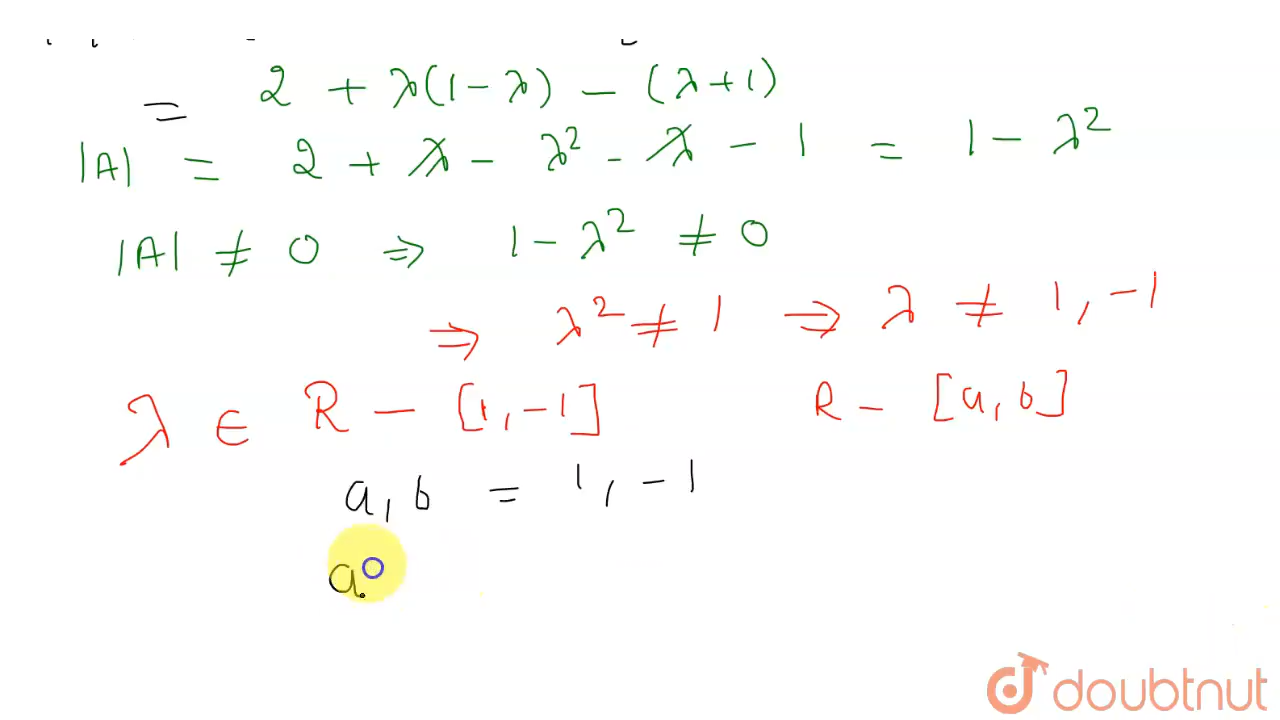 = 2 + λ(1 - λ) - (λ + 1)
|A| = 2 + λ - λ² - λ - 1 = 1 - λ²
|A| ≠ 0 ⇒ 1 - λ² ≠ 0
⇒ λ² ≠ 1 ⇒ λ ≠ 1, -1
λ ∈ R - [1, -1] R - [a, b]
a, b = 1, -1
a
doubtnut